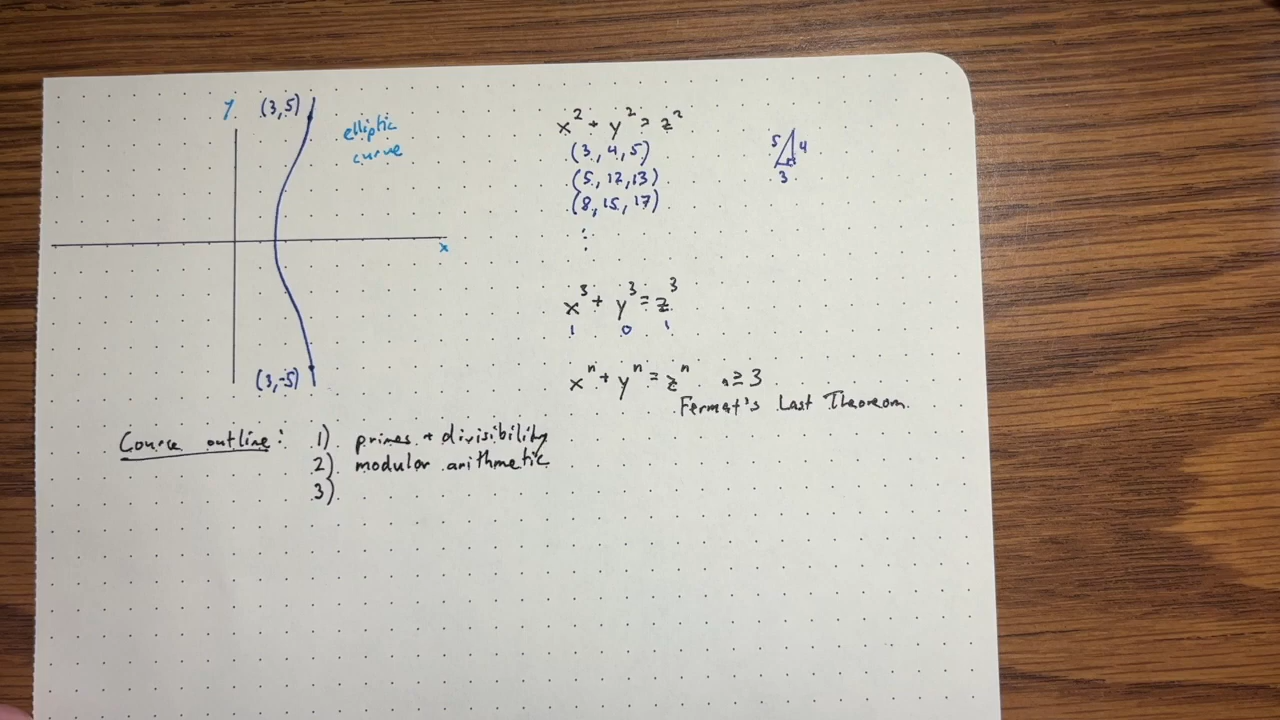 y
(3,5)
elliptic
curve
x
(3,-5)
x² + y² = z²
(3, 4, 5)
(5, 12, 13)
(8, 15, 17)
⋮
5
4
3
x³ + y³ = z³
1 0 1
xⁿ + yⁿ = zⁿ n ≥ 3
Fermat's Last Theorem.
Course outline: 1) primes + divisibility
2) modular arithmetic
3)